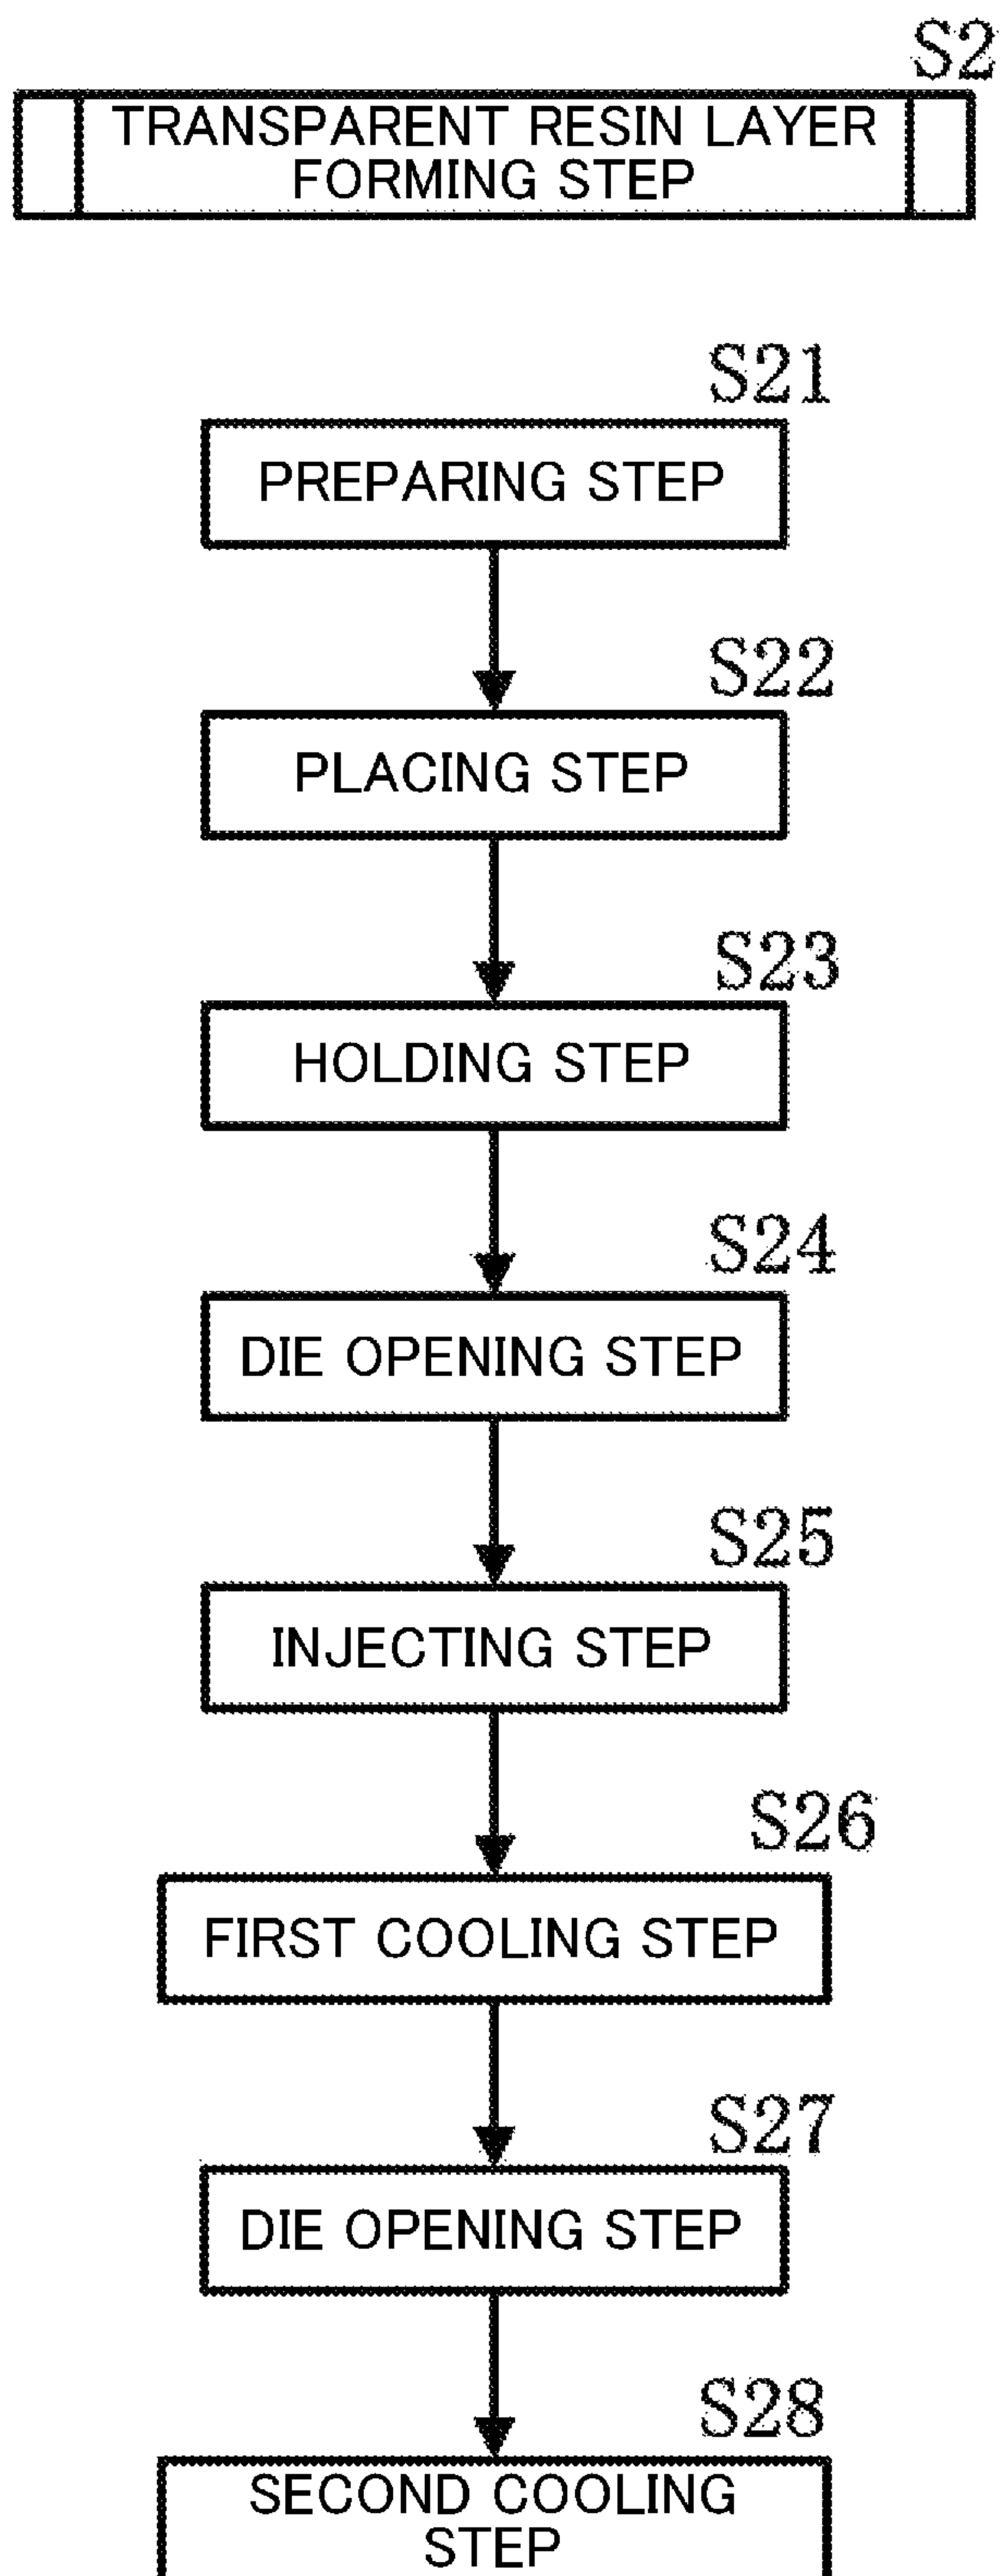 S2
TRANSPARENT RESIN LAYER
FORMING STEP
S21
PREPARING STEP
S22
PLACING STEP
S23
HOLDING STEP
S24
DIE OPENING STEP
S25
INJECTING STEP
S26
FIRST COOLING STEP
S27
DIE OPENING STEP
S28
SECOND COOLING
STEP